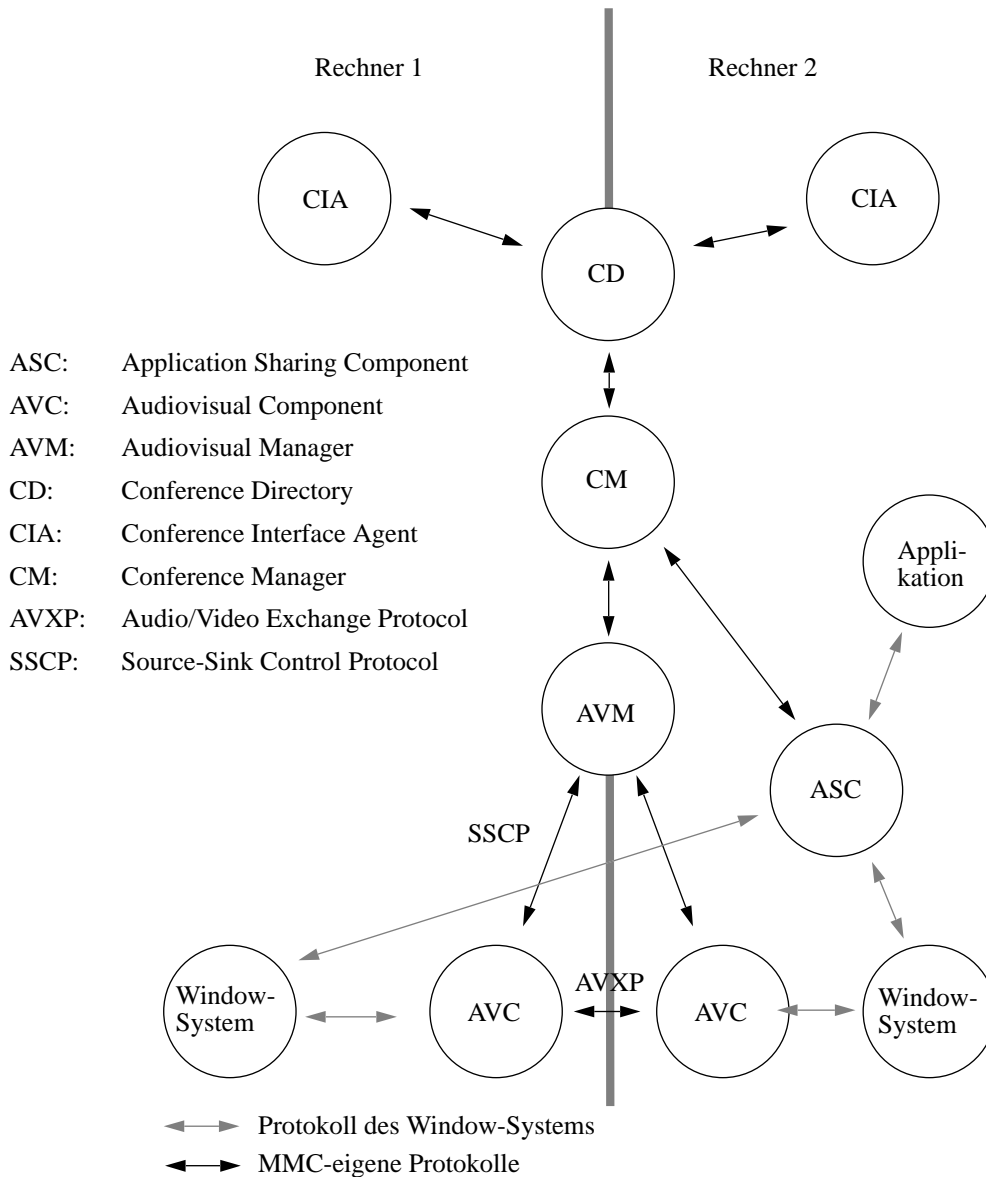 Rechner 1
Rechner 2
CIA
CIA
CD
ASC: Application Sharing Component
AVC: Audiovisual Component
AVM: Audiovisual Manager
CD: Conference Directory
CIA: Conference Interface Agent
CM: Conference Manager
AVXP: Audio/Video Exchange Protocol
SSCP: Source-Sink Control Protocol
CM
Appli-
kation
AVM
ASC
SSCP
Window-
System
AVC
AVXP
AVC
Window-
System
Protokoll des Window-Systems
MMC-eigene Protokolle